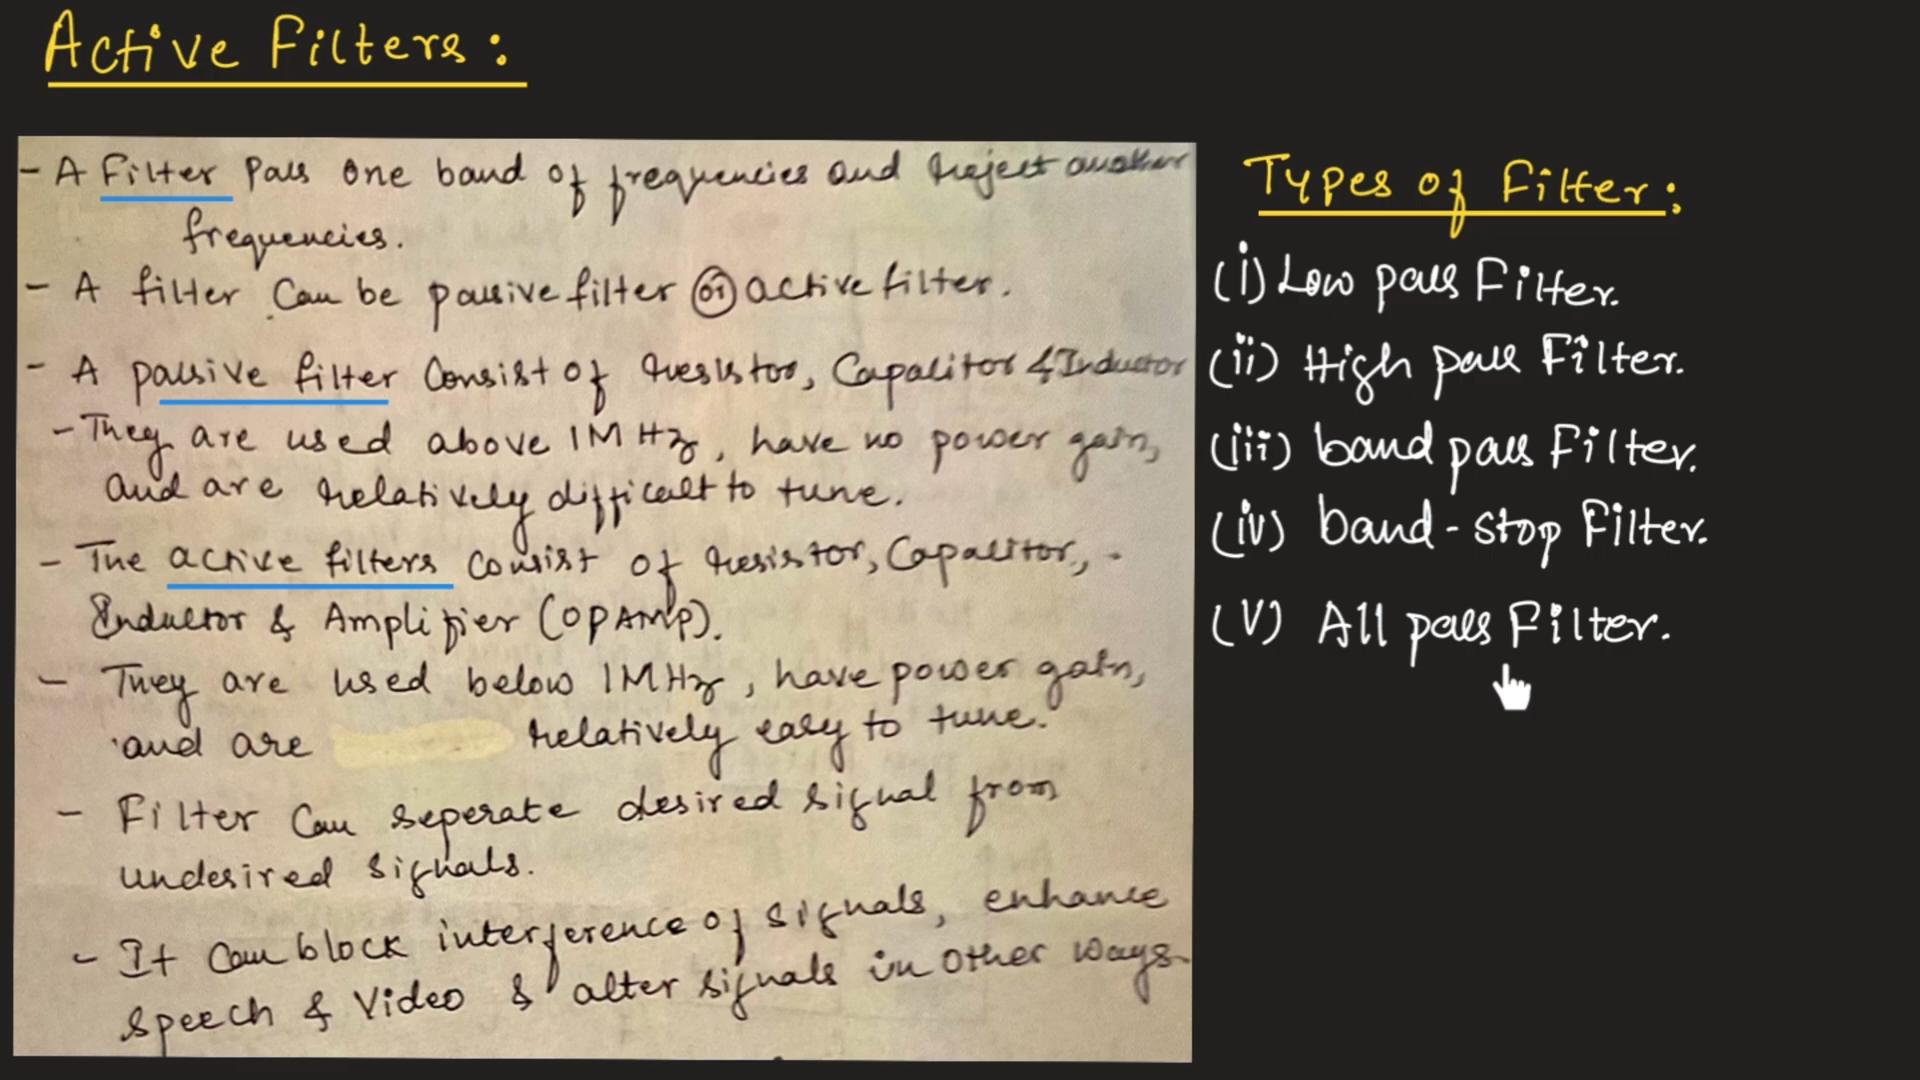 Active Filters:
- A Filter Pass one band of frequencies and reject another
frequencies.
- A filter can be passive filter (or) active filter.
- A passive filter consist of resistor, Capacitor & Inductor
- They are used above 1MHz, have no power gain,
and are relatively difficult to tune.
- The active filters consist of resistor, Capacitor, -
Inductor & Amplifier (OPAMP).
- They are used below 1MHz, have power gain,
and are relatively easy to tune.
- Filter can seperate desired signal from
undesired signals.
- It can block interference of signals, enhance
speech & video & alter signals in other ways.
Types of Filter:
(i) Low pass Filter.
(ii) High pass Filter.
(iii) band pass Filter.
(iv) band-stop Filter.
(V) All pass Filter.